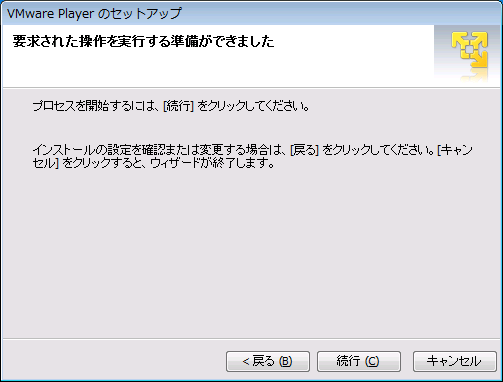 VMware Player のセットアップ
要求された操作を実行する準備ができました
プロセスを開始するには、[続行] をクリックしてください。
インストールの設定を確認または変更する場合は、[戻る] をクリックしてください。[キャン
セル] をクリックすると、ウィザードが終了します。
< 戻る (B)
続行 (C)
キャンセル